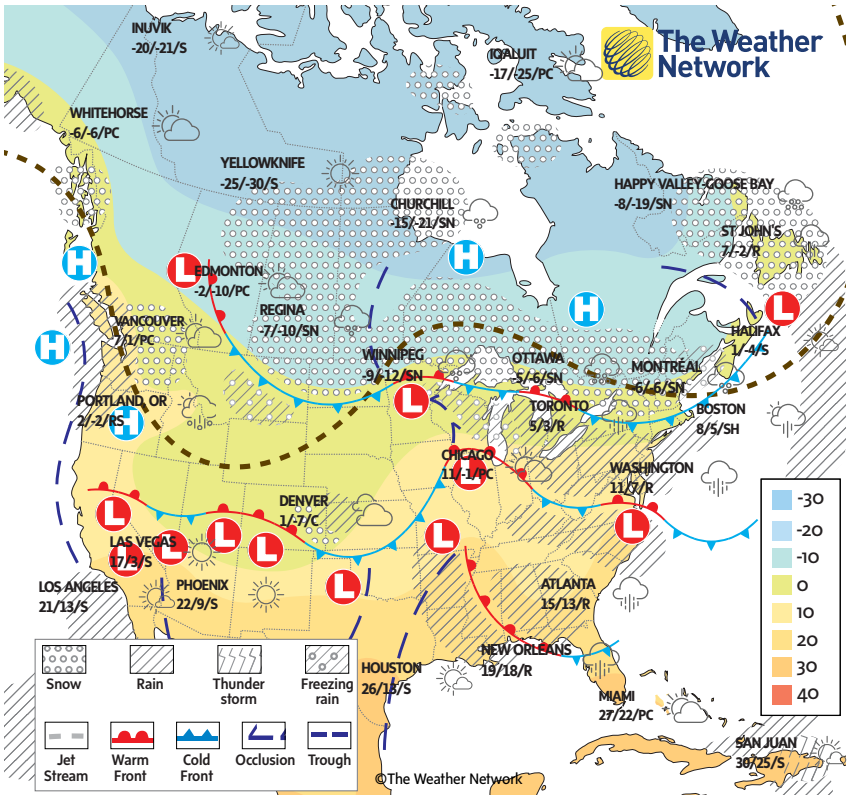 INUVIK
-20/-21/S
IQALUIT
-17/-25/PC
The Weather
Network
WHITEHORSE
-6/-6/PC
YELLOWKNIFE
-25/-30/S
CHURCHILL
-15/-21/SN
HAPPY VALLEY-GOOSE BAY
-8/-19/SN
ST JOHN'S
7/-2/R
H
H
L
EDMONTON
-2/-10/PC
H
L
REGINA
-7/-10/SN
VANCOUVER
7/1/PC
H
HALIFAX
1/-4/S
H
WINNIPEG
-9/-12/SN
OTTAWA
-5/-6/SN
MONTRÉAL
-6/-6/SN
PORTLAND, OR
2/-2/RS
H
L
TORONTO
5/3/R
BOSTON
8/5/SH
CHICAGO
11/-1/PC
L
WASHINGTON
11/7/R
DENVER
1/-7/C
L
L
LAS VEGAS
17/3/S
L
L
L
L
L
L
LOS ANGELES
21/13/S
PHOENIX
22/9/S
ATLANTA
15/13/R
NEW ORLEANS
19/18/R
HOUSTON
26/13/S
MIAMI
27/22/PC
SAN JUAN
30/25/S
-30
-20
-10
0
10
20
30
40
Snow
Rain
Thunder
storm
Freezing
rain
Jet
Stream
Warm
Front
Cold
Front
Occlusion
Trough
©The Weather Network